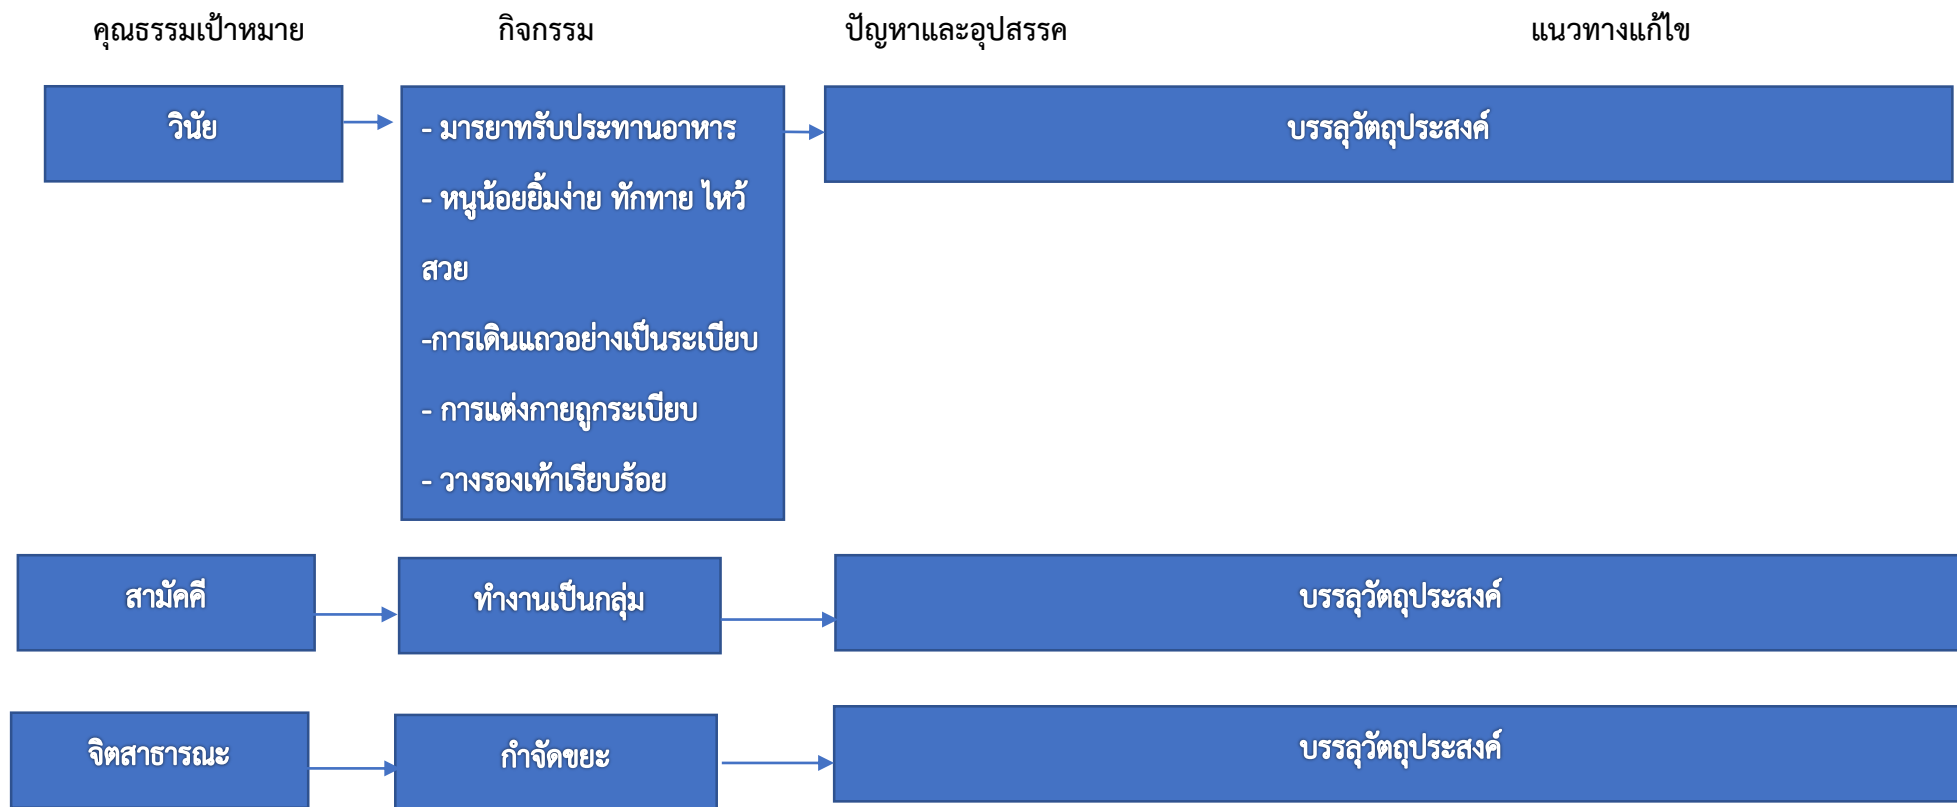 คุณธรรมเป้าหมาย กิจกรรม ปัญหาและอุปสรรค แนวทางแก้ไข
วินัย
- มารยาทรับประทานอาหาร
- หนูน้อยยิ้มง่าย ทักทาย ไหว้
สวย
-การเดินแถวอย่างเป็นระเบียบ
- การแต่งกายถูกระเบียบ
- วางรองเท้าเรียบร้อย
บรรลุวัตถุประสงค์
สามัคคี
ทำงานเป็นกลุ่ม
บรรลุวัตถุประสงค์
จิตสาธารณะ
กำจัดขยะ
บรรลุวัตถุประสงค์